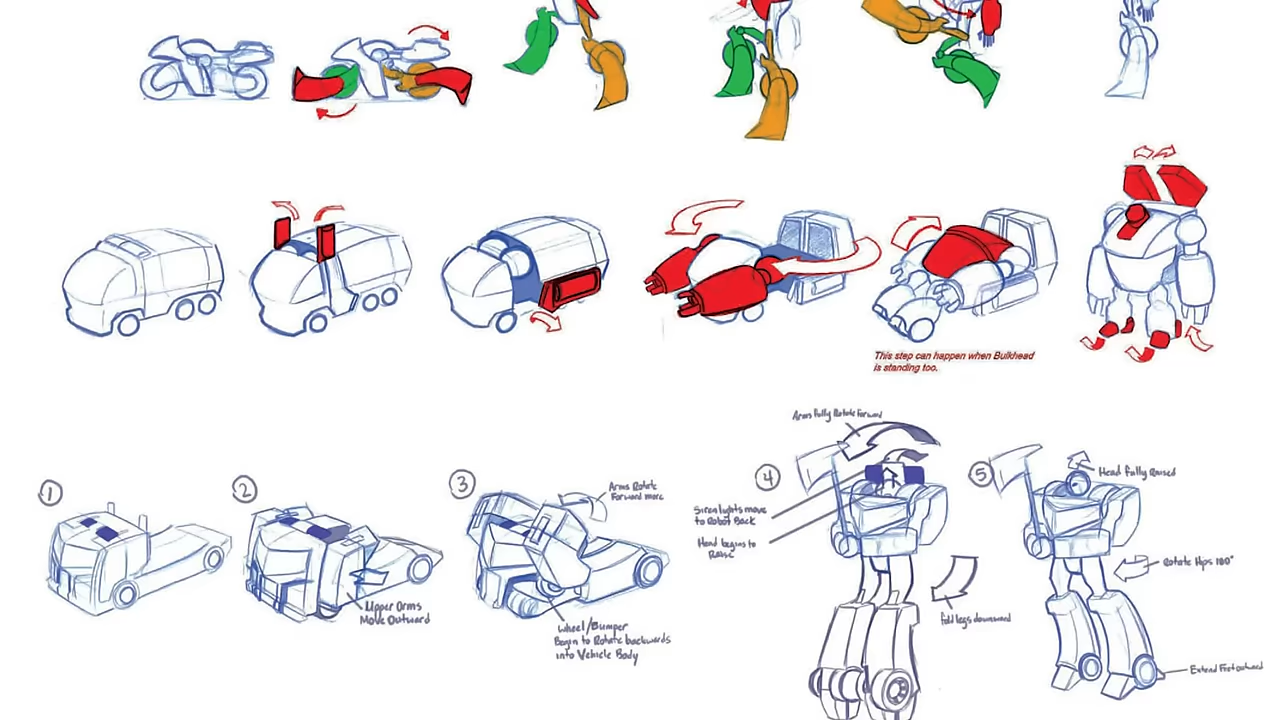 This step can happen when Bulkhead
is standing too.
Arms Fully Rotate Forward
1
2
3
4
5
Arms Rotate
Forward more
Head fully Raised
Siren lights move
to Robot Back
Head begins to
Raise
Rotate Hips 180°
Upper Arms
Move Outward
fold legs downward
Wheel/Bumper
Begin to Rotate backwards
into Vehicle Body
Extend Feet outward